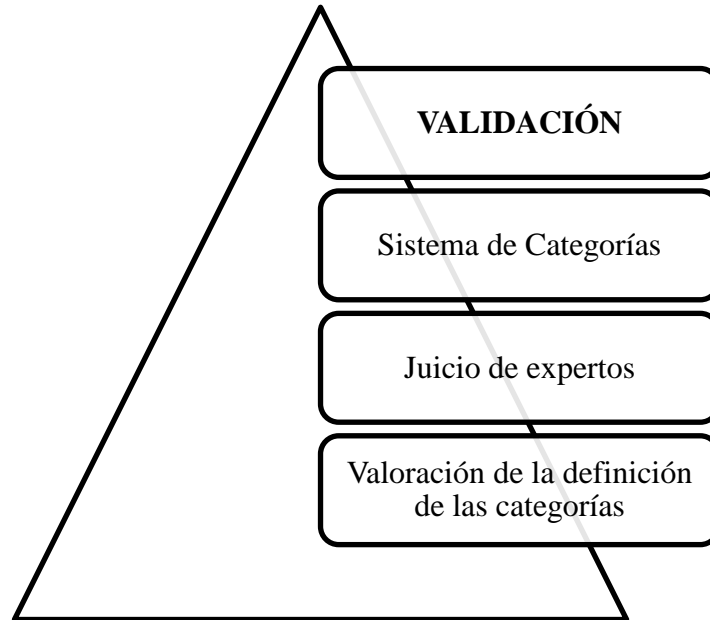 VALIDACIÓN
Sistema de Categorías
Juicio de expertos
Valoración de la definición
de las categorías